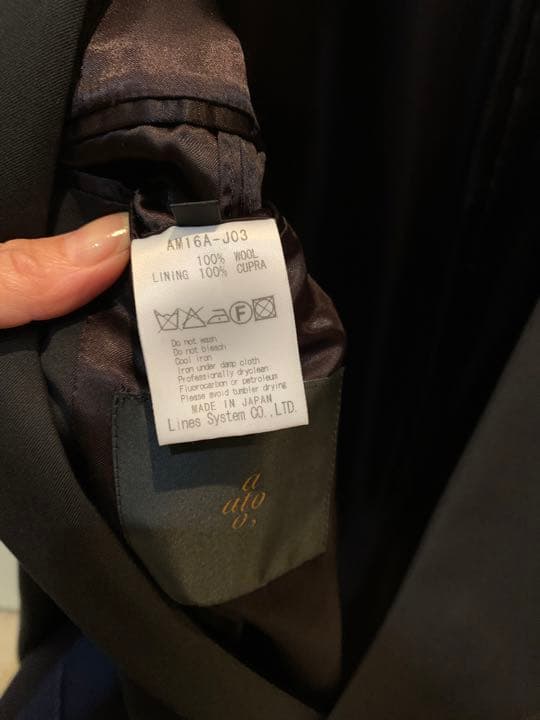 AM16A-J03
100% WOOL
LINING 100% CUPRA
F
Do not wash
Do not bleach
Cool iron
Iron under damp cloth
Professionally dryclean
Fluorocarbon or petroleum
Please avoid tumbler drying
MADE IN JAPAN
Lines System CO.,LTD.
a
uto
o,